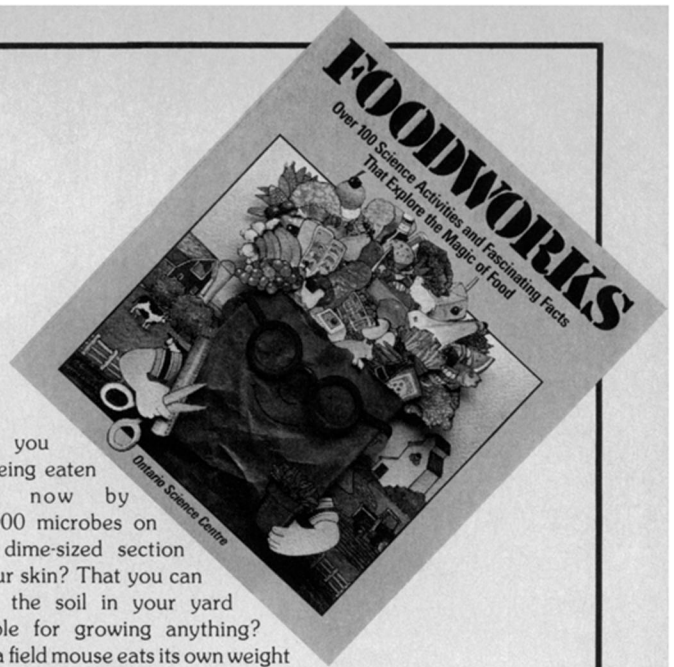 FOODWORKS
Over 100 Science Activities and Fascinating Facts
That Explore the Magic of Food
Ontario Science Centre
you
eing eaten
now by
00 microbes on
dime-sized section
ur skin? That you can
the soil in your yard
le for growing anything?
a field mouse eats its own weight